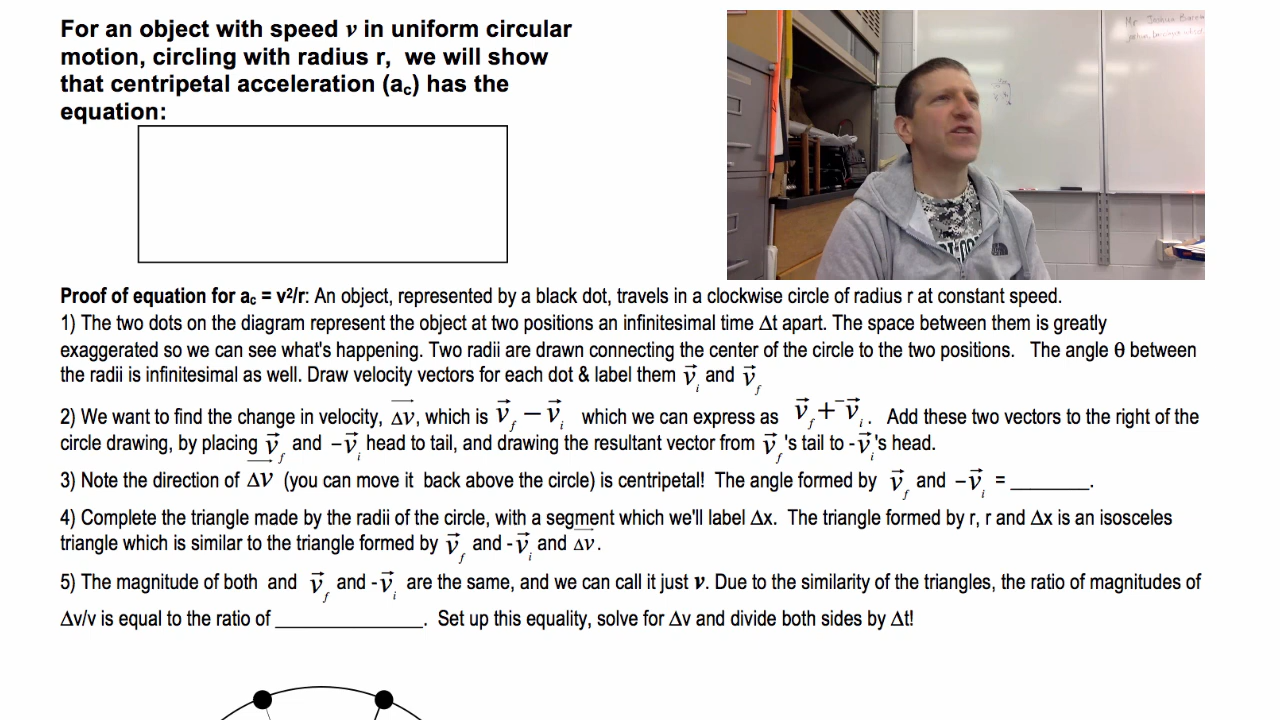 For an object with speed v in uniform circular
motion, circling with radius r, we will show
that centripetal acceleration (ac) has the
equation:
Mr Joshua
Proof of equation for ac = v²/r: An object, represented by a black dot, travels in a clockwise circle of radius r at constant speed.
1) The two dots on the diagram represent the object at two positions an infinitesimal time Δt apart. The space between them is greatly
exaggerated so we can see what's happening. Two radii are drawn connecting the center of the circle to the two positions. The angle θ between
the radii is infinitesimal as well. Draw velocity vectors for each dot & label them v⃗i and v⃗f
2) We want to find the change in velocity, Δv⃗, which is v⃗f − v⃗i which we can express as v⃗f + −v⃗i. Add these two vectors to the right of the
circle drawing, by placing v⃗f and −v⃗i head to tail, and drawing the resultant vector from v⃗f's tail to -v⃗i's head.
3) Note the direction of Δv⃗ (you can move it back above the circle) is centripetal! The angle formed by v⃗f and −v⃗i = ________.
4) Complete the triangle made by the radii of the circle, with a segment which we'll label Δx. The triangle formed by r, r and Δx is an isosceles
triangle which is similar to the triangle formed by v⃗f and -v⃗i and Δv⃗.
5) The magnitude of both and v⃗f and -v⃗i are the same, and we can call it just v. Due to the similarity of the triangles, the ratio of magnitudes of
Δv/v is equal to the ratio of _______________. Set up this equality, solve for Δv and divide both sides by Δt!